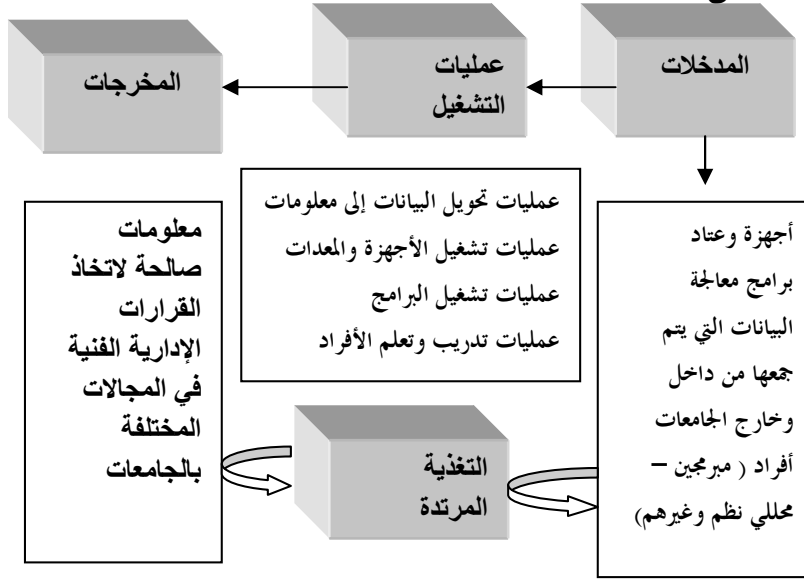 المدخلات
عمليات
التشغيل
المخرجات
أجهزة وعتاد
برامج معالجة
البيانات التي يتم
جمعها من داخل
وخارج الجامعات
أفراد ( مبرمجين –
محللي نظم وغيرهم)
عمليات تحويل البيانات إلى معلومات
عمليات تشغيل الأجهزة والمعدات
عمليات تشغيل البرامج
عمليات تدريب وتعلم الأفراد
معلومات
صالحة لاتخاذ
القرارات
الإدارية الفنية
في المجالات
المختلفة
بالجامعات
التغذية
المرتدة